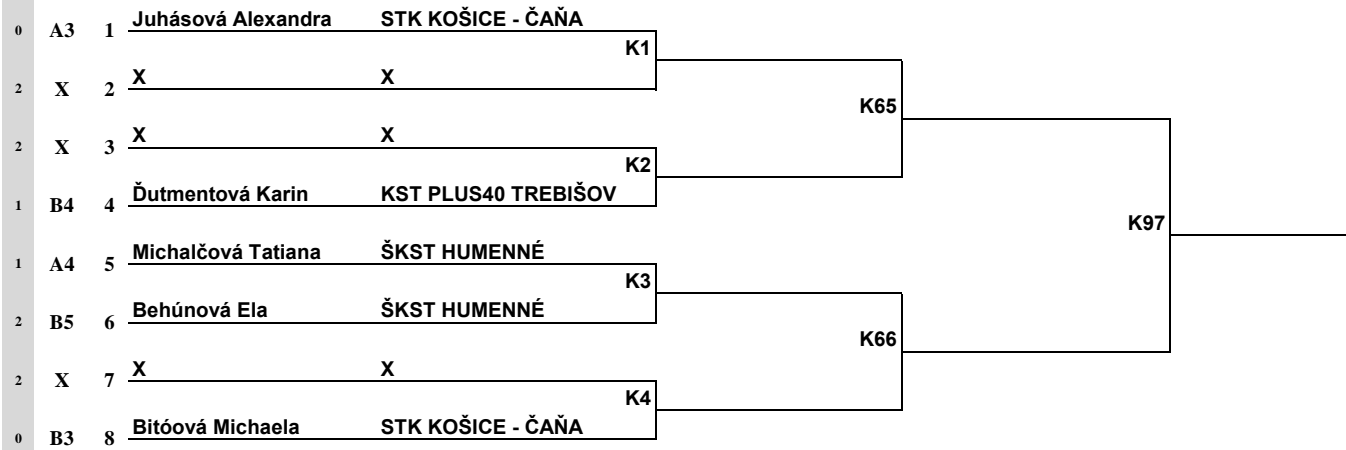 0 A3 1 Juhásová Alexandra STK KOŠICE - ČAŇA
K1
2 X 2 X X
K65
2 X 3 X X
K2
1 B4 4 Ďutmentová Karin KST PLUS40 TREBIŠOV
K97
1 A4 5 Michalčová Tatiana ŠKST HUMENNÉ
K3
2 B5 6 Behúnová Ela ŠKST HUMENNÉ
K66
2 X 7 X X
K4
0 B3 8 Bitóová Michaela STK KOŠICE - ČAŇA